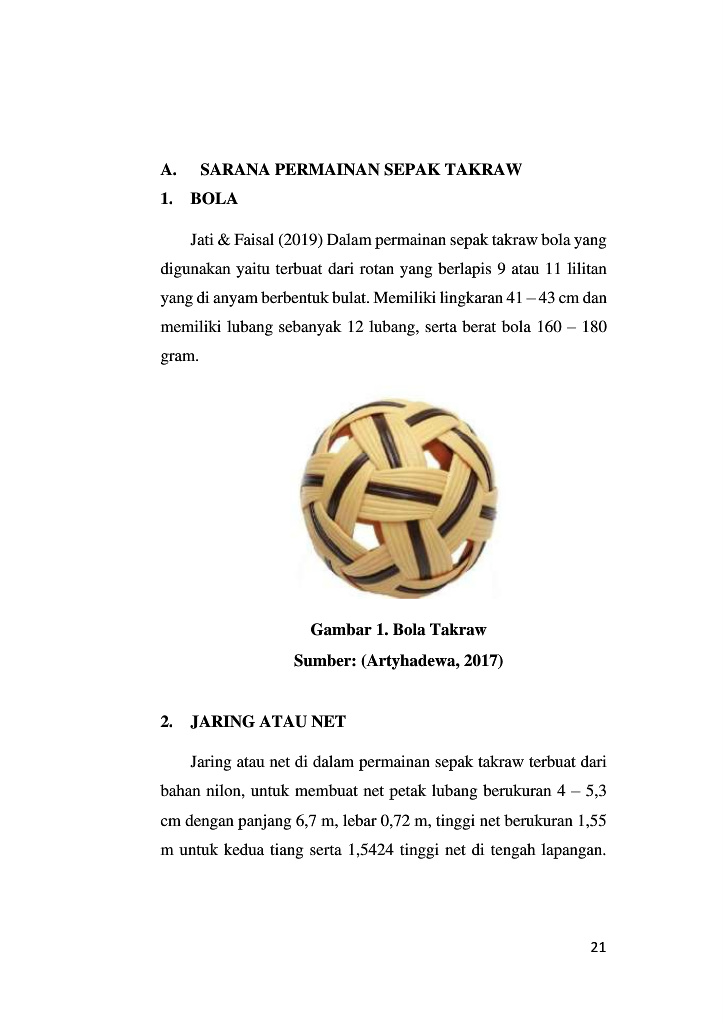 A. SARANA PERMAINAN SEPAK TAKRAW
1. BOLA
Jati & Faisal (2019) Dalam permainan sepak takraw bola yang
digunakan yaitu terbuat dari rotan yang berlapis 9 atau 11 lilitan
yang di anyam berbentuk bulat. Memiliki lingkaran 41 – 43 cm dan
memiliki lubang sebanyak 12 lubang, serta berat bola 160 – 180
gram.
Gambar 1. Bola Takraw
Sumber: (Artyhadewa, 2017)
2. JARING ATAU NET
Jaring atau net di dalam permainan sepak takraw terbuat dari
bahan nilon, untuk membuat net petak lubang berukuran 4 – 5,3
cm dengan panjang 6,7 m, lebar 0,72 m, tinggi net berukuran 1,55
m untuk kedua tiang serta 1,5424 tinggi net di tengah lapangan.
21